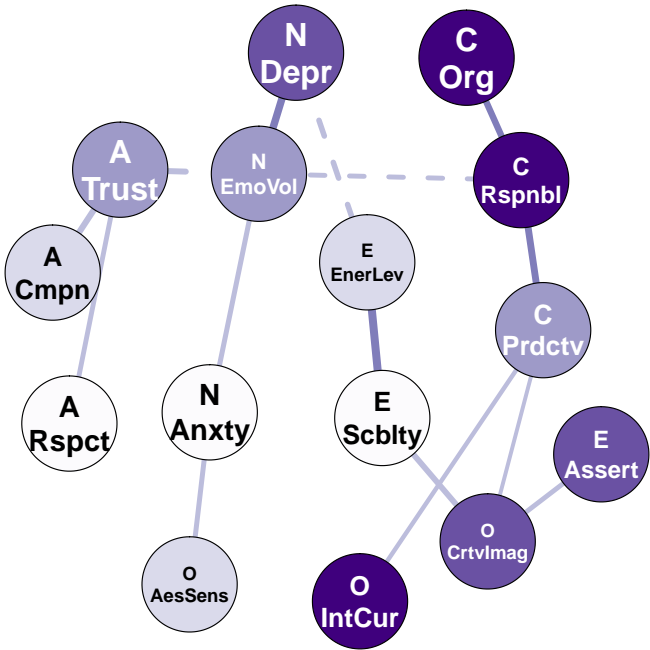 N
Depr
C
Org
A
Trust
N
EmoVol
C
Rspnbl
A
Cmpn
E
EnerLev
C
Prdctv
A
Rspct
N
Anxty
E
Scblty
E
Assert
O
CrtvImag
O
AesSens
O
IntCur